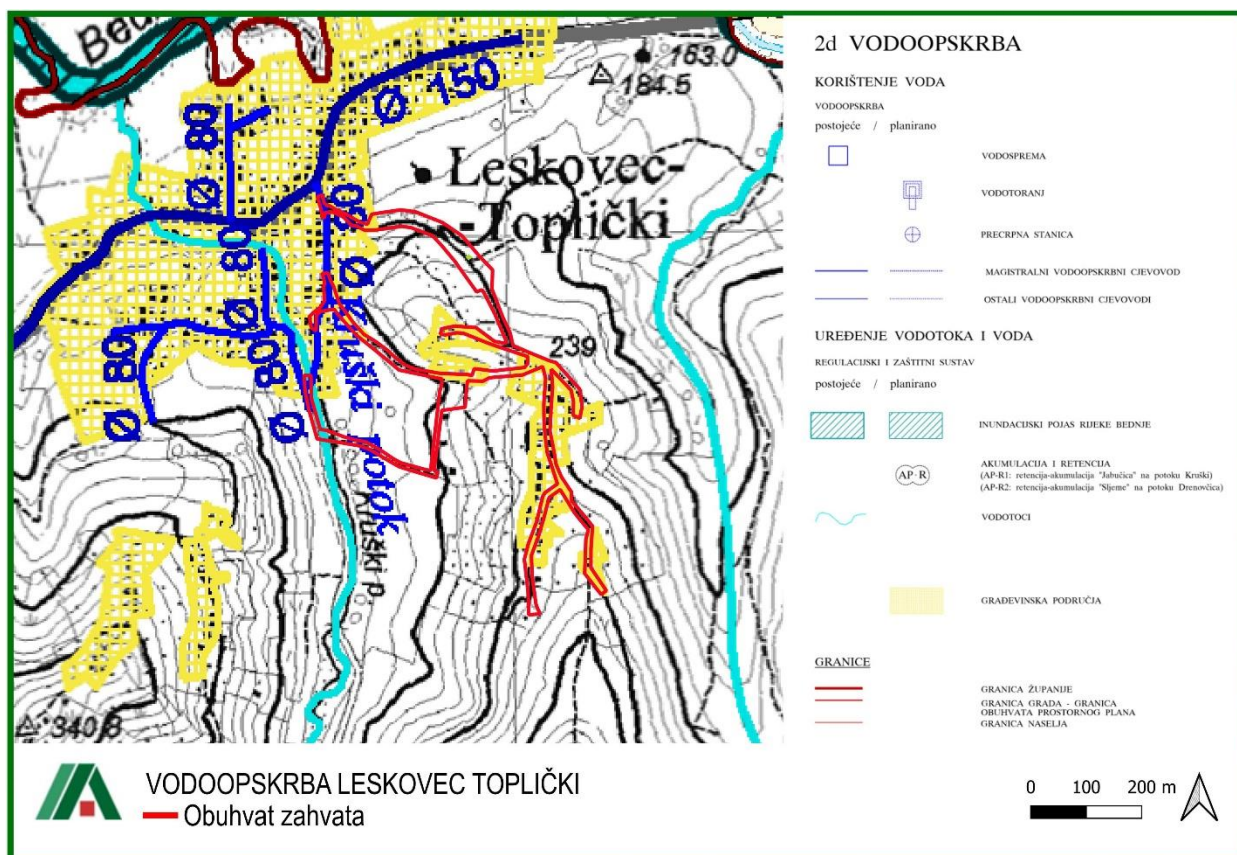 Bed
163.0
184.5
Ø 150
Ø 80
Leskovec-
-Toplički
Ø 80
Ø
239
Ø 80
Ø 80
Kruški potok
Kruški p.
340.8
2d VODOOPSKRBA
KORIŠTENJE VODA
VODOOPSKRBA
postojeće / planirano
VODOSPREMA
VODOTORANJ
PRECRPNA STANICA
MAGISTRALNI VODOOPSKRBNI CJEVOVOD
OSTALI VODOOPSKRBNI CJEVOVODI
UREĐENJE VODOTOKA I VODA
REGULACIJSKI I ZAŠTITNI SUSTAV
postojeće / planirano
INUNDACIJSKI POJAS RIJEKE BEDNJE
AP-R
AKUMULACIJA I RETENCIJA
(AP-R1: retencija-akumulacija "Jabučica" na potoku Kruški)
(AP-R2: retencija-akumulacija "Sljeme" na potoku Drenovčica)
VODOTOCI
GRAĐEVINSKA PODRUČJA
GRANICE
GRANICA ŽUPANIJE
GRANICA GRADA - GRANICA
OBUHVATA PROSTORNOG PLANA
GRANICA NASELJA
VODOOPSKRBA LESKOVEC TOPLIČKI
Obuhvat zahvata
0 100 200 m